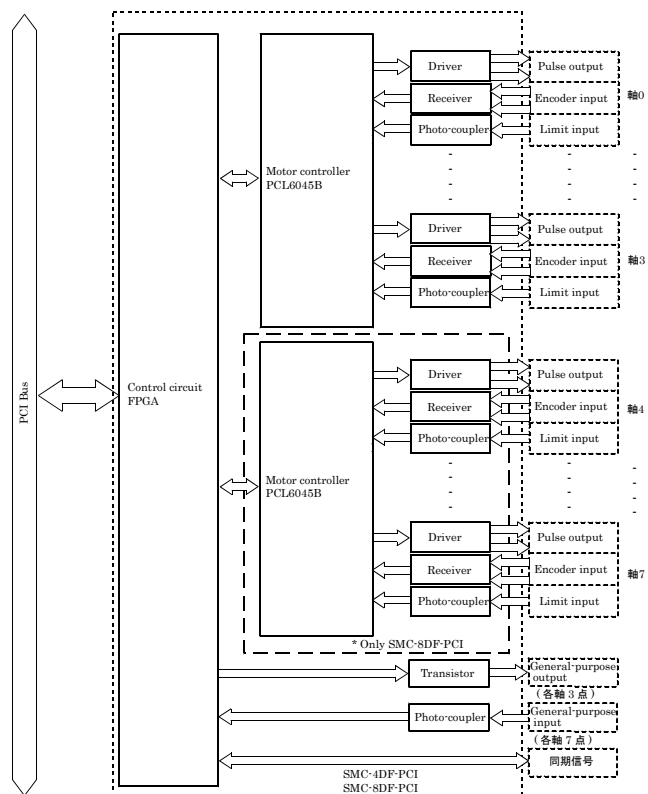 Driver
Pulse output
Receiver
Encoder input
軸0
Photo-coupler
Limit input
Motor controller
PCL6045B
Driver
Pulse output
Receiver
Encoder input
軸3
Photo-coupler
Limit input
PCI Bus
Control circuit
FPGA
Driver
Pulse output
Receiver
Encoder input
軸4
Photo-coupler
Limit input
Motor controller
PCL6045B
Driver
Pulse output
Receiver
Encoder input
軸7
Photo-coupler
Limit input
* Only SMC-8DF-PCI
Transistor
General-purpose
output
(各軸 3 点)
Photo-coupler
General-purpose
input
(各軸 7 点)
同期信号
SMC-4DF-PCI
SMC-8DF-PCI